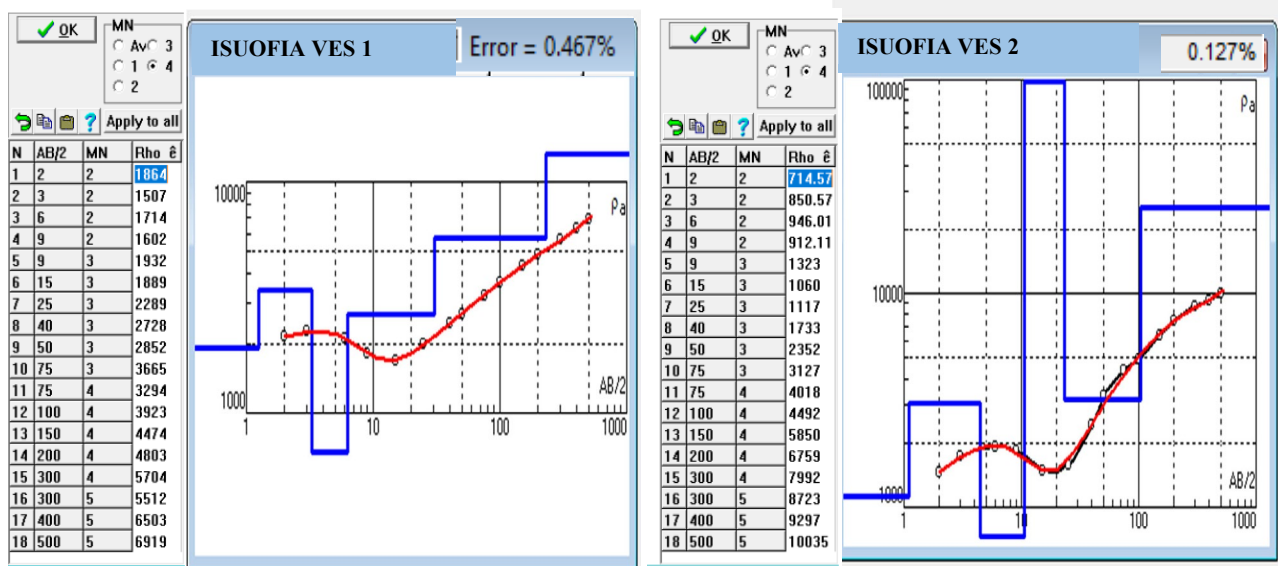 OK
MN
Av 3
1 4
2
Apply to all
N AB/2 MN Rho ê
1 2 2 1864
2 3 2 1507
3 6 2 1714
4 9 2 1602
5 9 3 1932
6 15 3 1889
7 25 3 2289
8 40 3 2728
9 50 3 2852
10 75 3 3665
11 75 4 3294
12 100 4 3923
13 150 4 4474
14 200 4 4803
15 300 4 5704
16 300 5 5512
17 400 5 6503
18 500 5 6919
ISUOFIA VES 1
Error = 0.467%
10000
ρa
AB/2
1000
1 10 100 1000
OK
MN
Av 3
1 4
2
? Apply to all
N AB/2 MN Rho ê
1 2 2 714.57
2 3 2 850.57
3 6 2 946.01
4 9 2 912.11
5 9 3 1323
6 15 3 1060
7 25 3 1117
8 40 3 1733
9 50 3 2352
10 75 3 3127
11 75 4 4018
12 100 4 4492
13 150 4 5850
14 200 4 6759
15 300 4 7992
16 300 5 8723
17 400 5 9297
18 500 5 10035
ISUOFIA VES 2
0.127%
100000
ρa
10000
AB/2
1000
1 10 100 1000